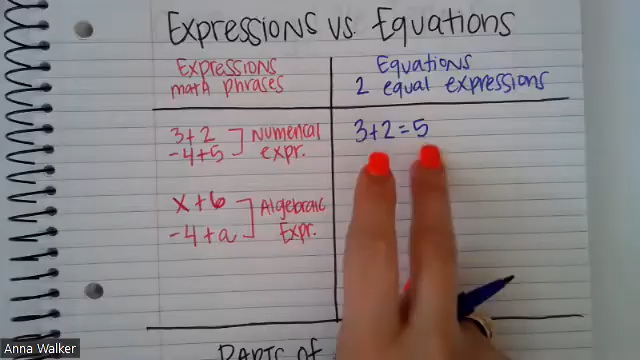 Expressions vs. Equations
Expressions
math phrases
Equations
2 equal expressions
3+2
-4+5
Numerical
expr.
3+2=5
x+6
-4+a
Algebraic
Expr.
PARTS OF
Anna Walker